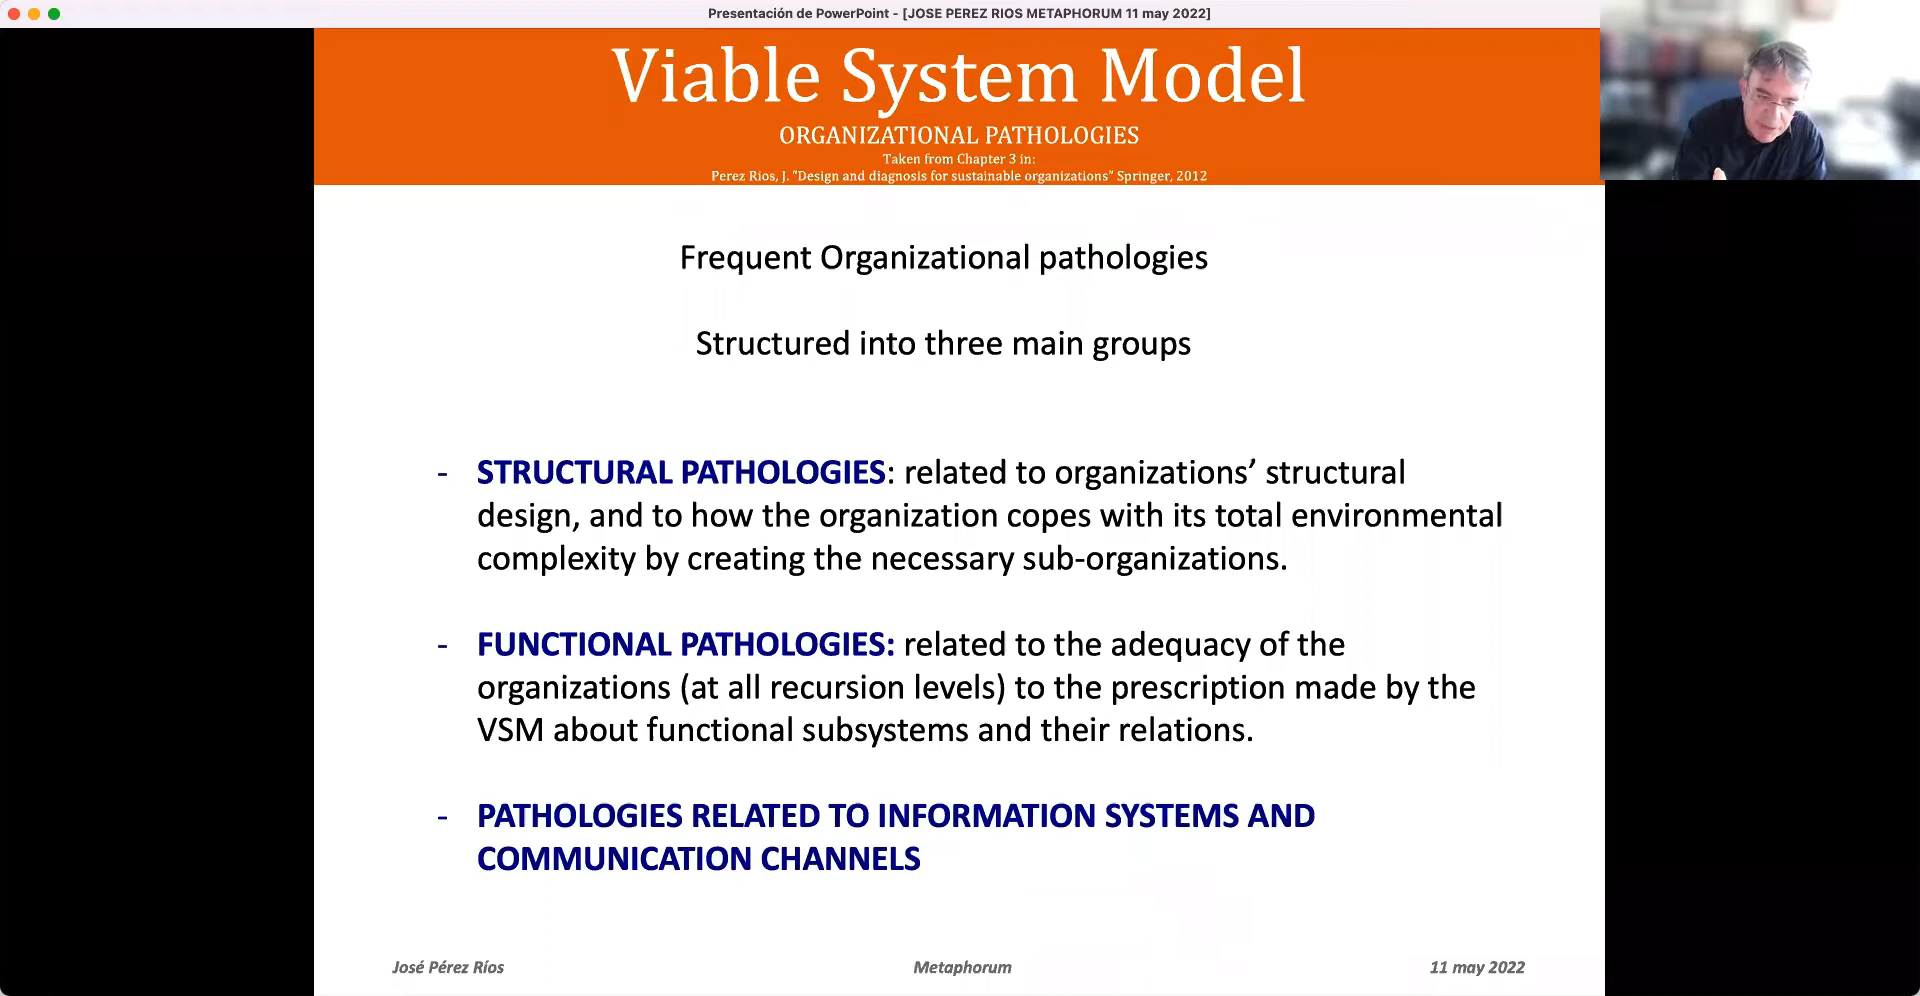 Presentación de PowerPoint - [JOSE PEREZ RIOS METAPHORUM 11 may 2022]
Viable System Model
ORGANIZATIONAL PATHOLOGIES
Taken from Chapter 3 in:
Perez Rios, J. "Design and diagnosis for sustainable organizations" Springer, 2012
Frequent Organizational pathologies
Structured into three main groups
- STRUCTURAL PATHOLOGIES: related to organizations’ structural
design, and to how the organization copes with its total environmental
complexity by creating the necessary sub-organizations.
- FUNCTIONAL PATHOLOGIES: related to the adequacy of the
organizations (at all recursion levels) to the prescription made by the
VSM about functional subsystems and their relations.
- PATHOLOGIES RELATED TO INFORMATION SYSTEMS AND
COMMUNICATION CHANNELS
José Pérez Ríos Metaphorum 11 may 2022